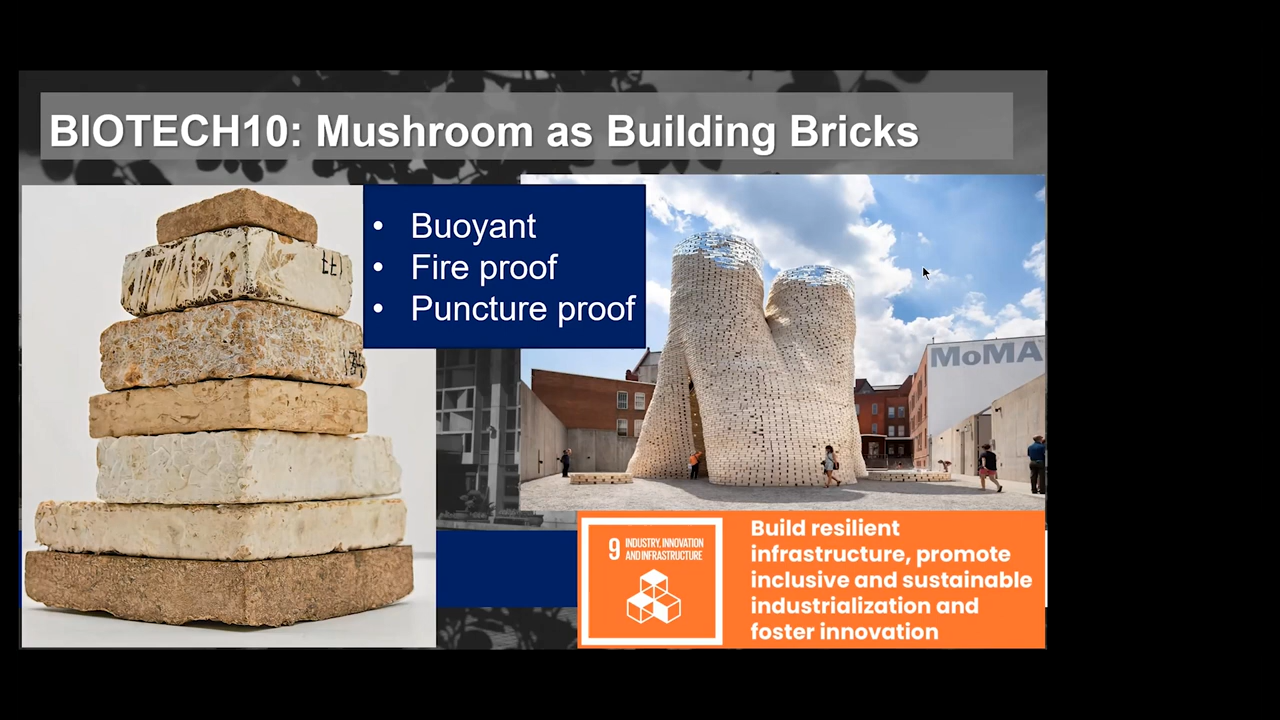 BIOTECH10: Mushroom as Building Bricks
• Buoyant
• Fire proof
• Puncture proof
MoMA
9 INDUSTRY, INNOVATION
AND INFRASTRUCTURE
Build resilient
infrastructure, promote
inclusive and sustainable
industrialization and
foster innovation